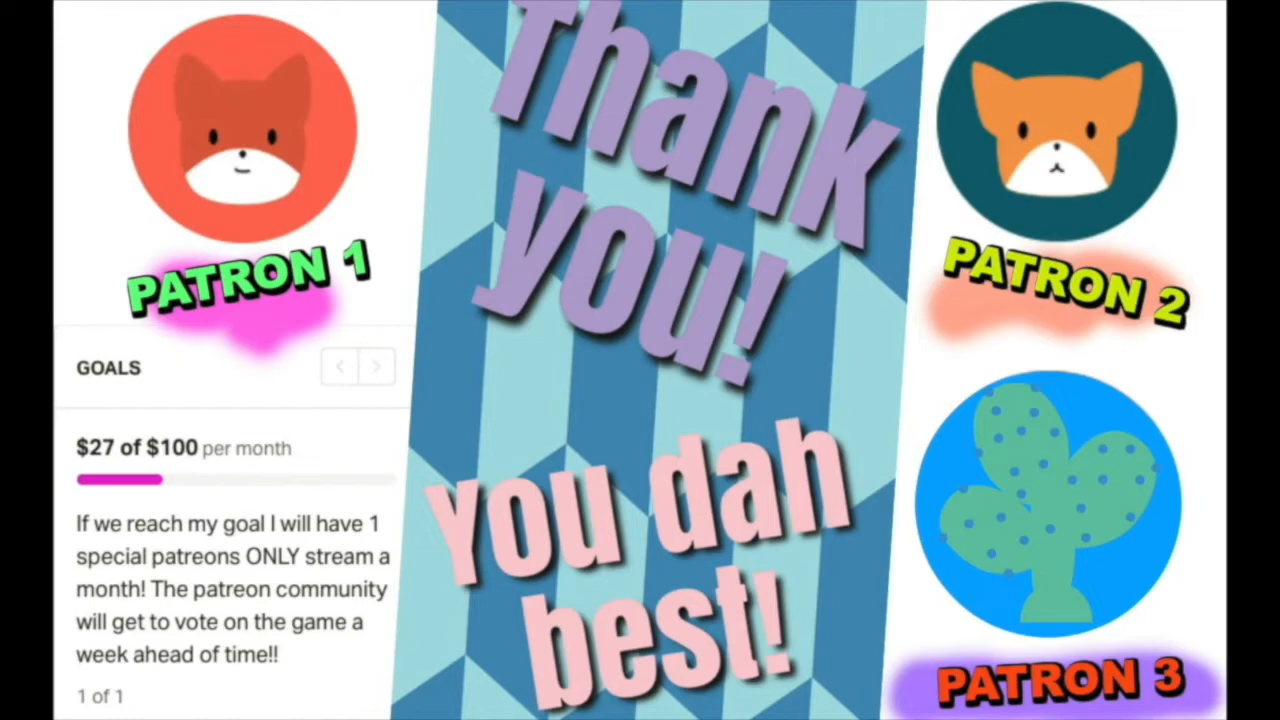 PATRON 1
GOALS
$27 of $100 per month
If we reach my goal I will have 1
special patreons ONLY stream a
month! The patreon community
will get to vote on the game a
week ahead of time!!
1 of 1
Thank
you!
You dah
best!
PATRON 2
PATRON 3